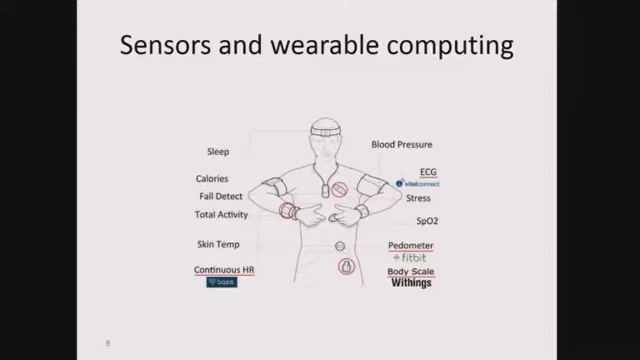 Sensors and wearable computing
Sleep
Calories
Fall Detect
Total Activity
Skin Temp
Continuous HR
basis
Blood Pressure
ECG
vitalconnect
Stress
SpO2
Pedometer
fitbit
Body Scale
Withings
8